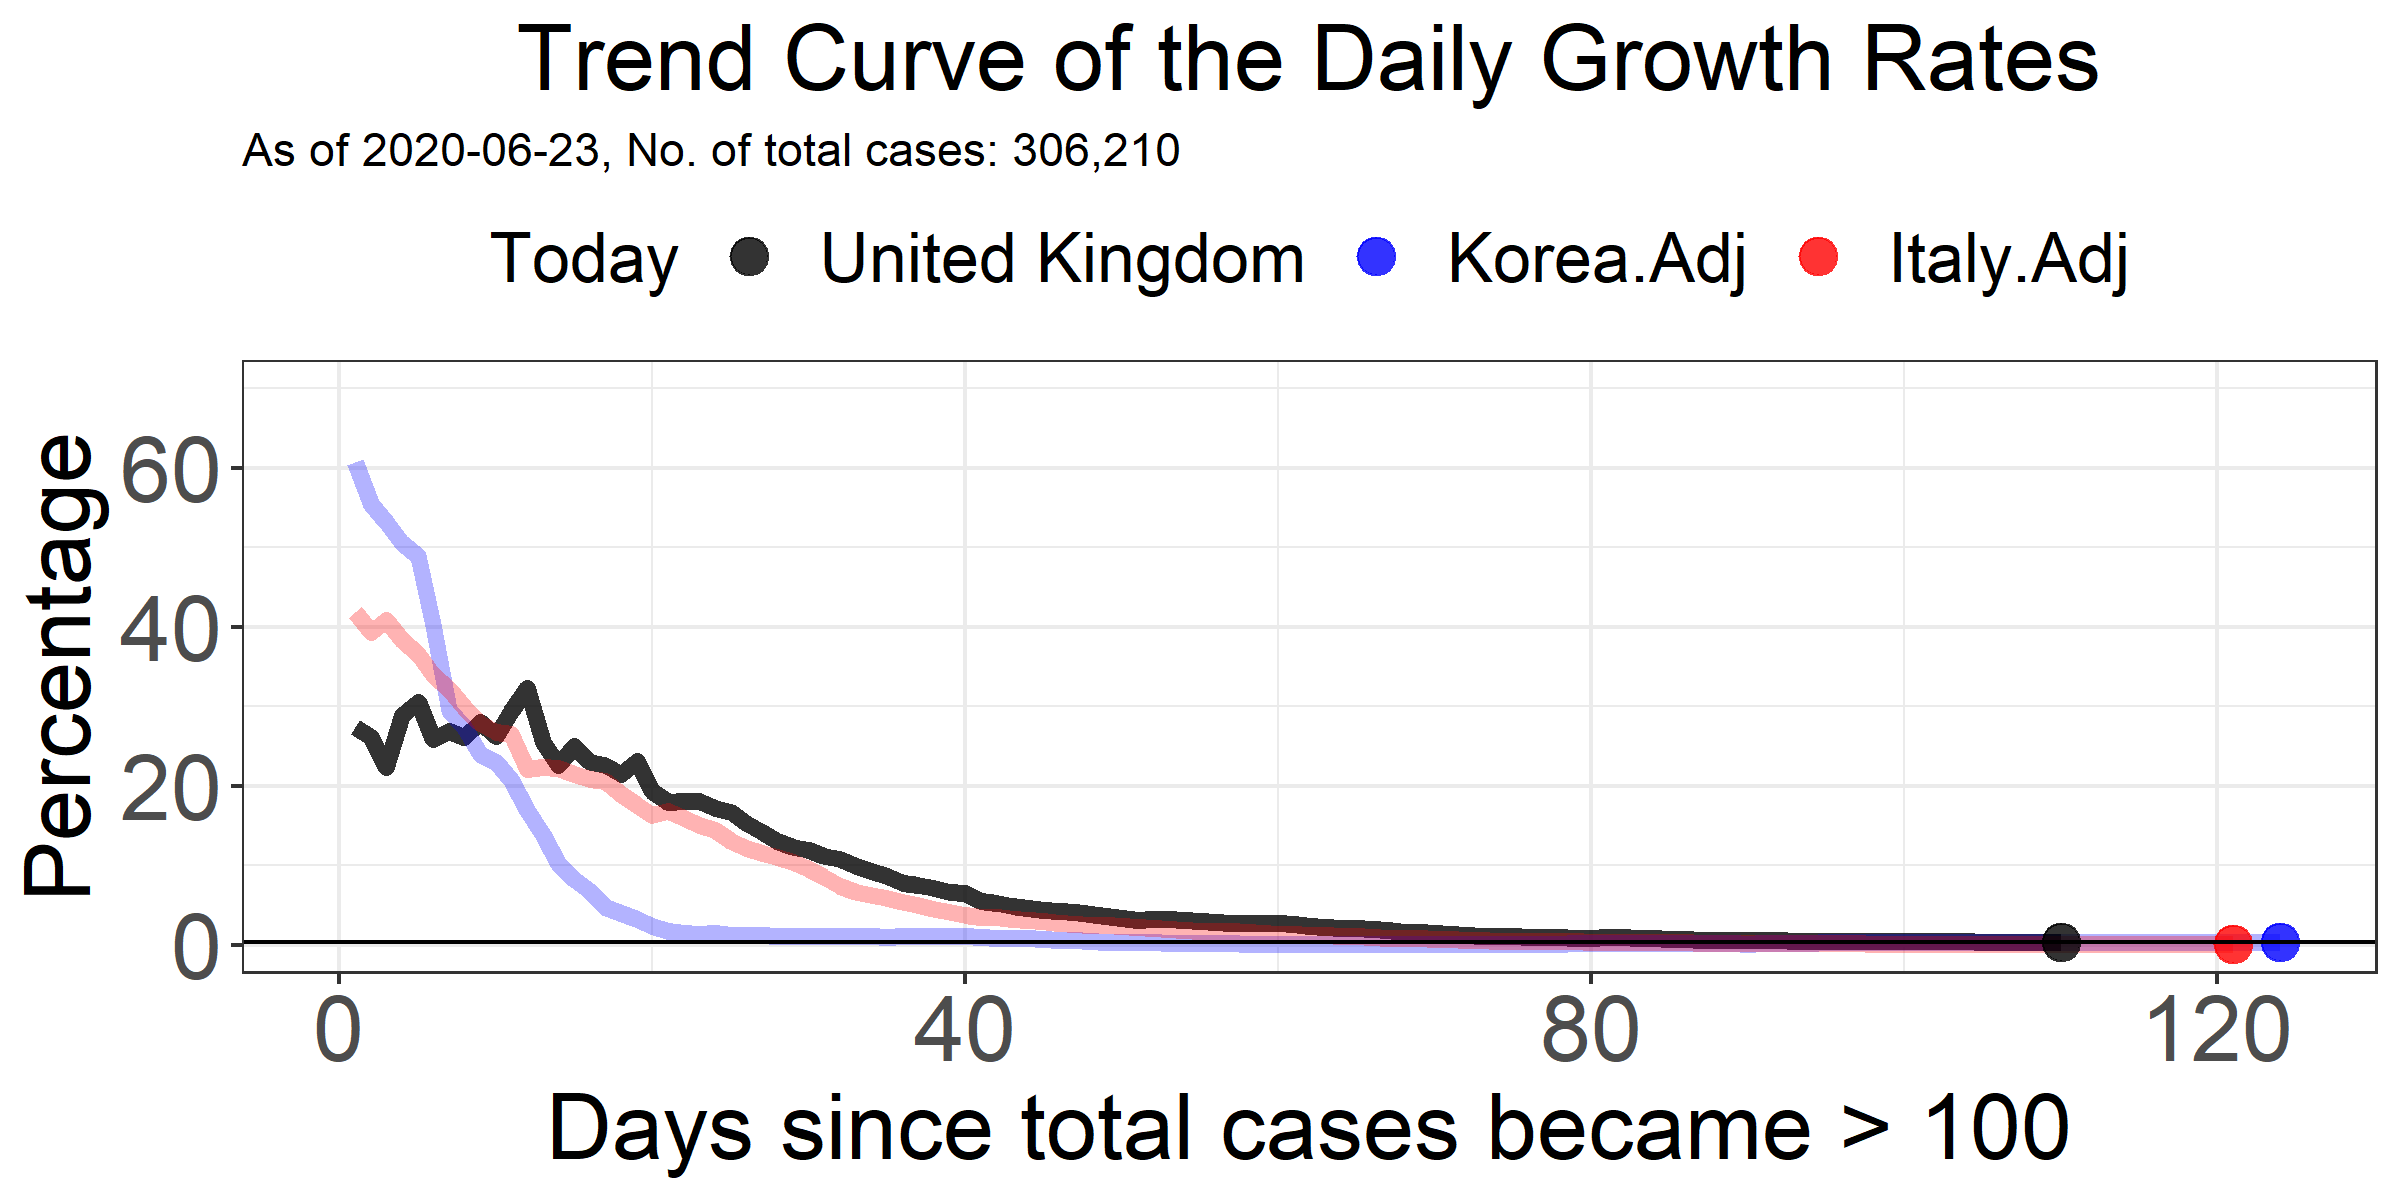 Trend Curve of the Daily Growth Rates
As of 2020-06-23, No. of total cases: 306,210
Today United Kingdom Korea.Adj Italy.Adj
Percentage
60
40
20
0
0 40 80 120
Days since total cases became > 100